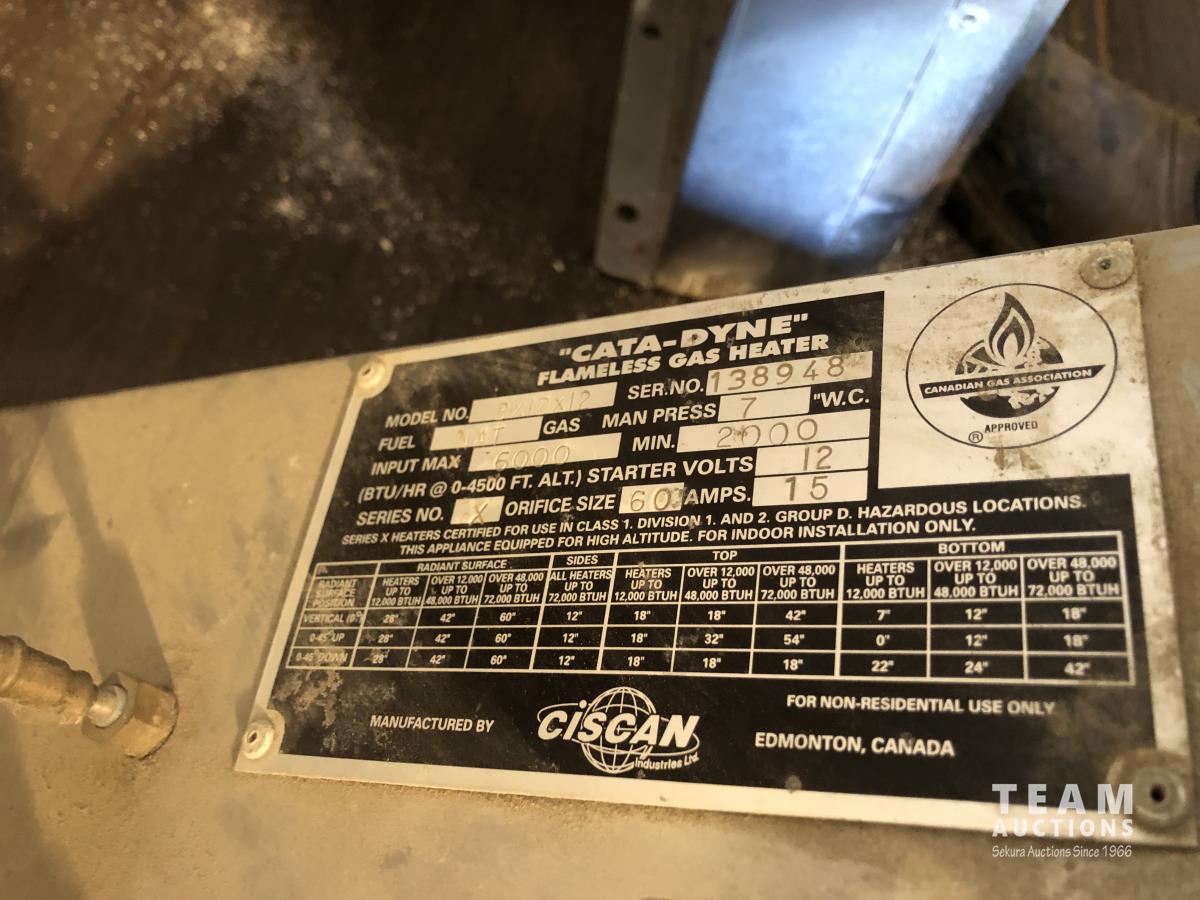 "CATA-DYNE"
FLAMELESS GAS HEATER
MODEL NO. SER.NO. 138948
FUEL NAT GAS MAN PRESS 7 "W.C.
INPUT MAX 6000 MIN. 2000
(BTU/HR @ 0-4500 FT. ALT.) STARTER VOLTS 12
SERIES NO. X ORIFICE SIZE 60 AMPS. 15
SERIES X HEATERS CERTIFIED FOR USE IN CLASS 1. DIVISION 1. AND 2. GROUP D. HAZARDOUS LOCATIONS.
THIS APPLIANCE EQUIPPED FOR HIGH ALTITUDE. FOR INDOOR INSTALLATION ONLY.
CANADIAN GAS ASSOCIATION
APPROVED
®
RADIANT SURFACE SIDES TOP BOTTOM
RADIANT SURFACE POSITION HEATERS UP TO 12,000 BTUH OVER 12,000 UP TO 48,000 BTUH OVER 48,000 UP TO 72,000 BTUH ALL HEATERS UP TO 72,000 BTUH HEATERS UP TO 12,000 BTUH OVER 12,000 UP TO 48,000 BTUH OVER 48,000 UP TO 72,000 BTUH HEATERS UP TO 12,000 BTUH OVER 12,000 UP TO 48,000 BTUH OVER 48,000 UP TO 72,000 BTUH
VERTICAL (0°) 28" 42" 60" 12" 18" 18" 42" 7" 12" 18"
0-45° UP 28" 42" 60" 12" 18" 32" 54" 0" 12" 18"
0-45° DOWN 28" 42" 60" 12" 18" 18" 18" 22" 24" 42"
FOR NON-RESIDENTIAL USE ONLY
MANUFACTURED BY CISCAN Industries Ltd. EDMONTON, CANADA
TEAM
AUCTIONS
Sekura Auctions Since 1966